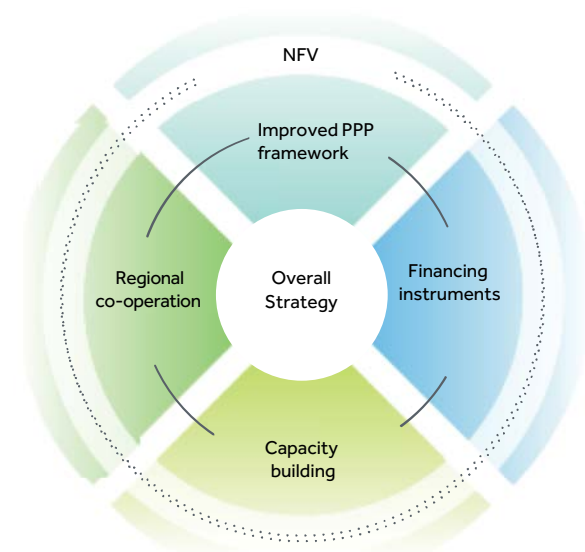 NFV
Improved PPP
framework
Regional
co-operation
Overall
Strategy
Financing
instruments
Capacity
building